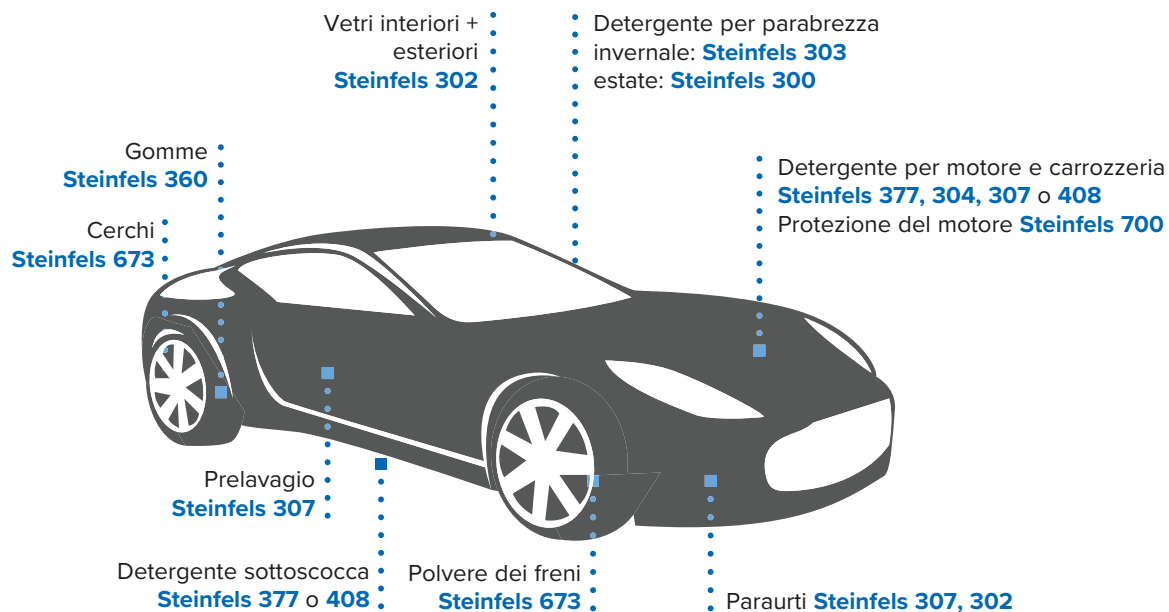 Vetri interiori +
esteriori
Steinfels 302
Detergente per parabrezza
invernale: Steinfels 303
estate: Steinfels 300
Gomme
Steinfels 360
Detergente per motore e carrozzeria
Steinfels 377, 304, 307 o 408
Protezione del motore Steinfels 700
Cerchi
Steinfels 673
Prelavagio
Steinfels 307
Detergente sottoscocca
Steinfels 377 o 408
Polvere dei freni
Steinfels 673
Paraurti Steinfels 307, 302